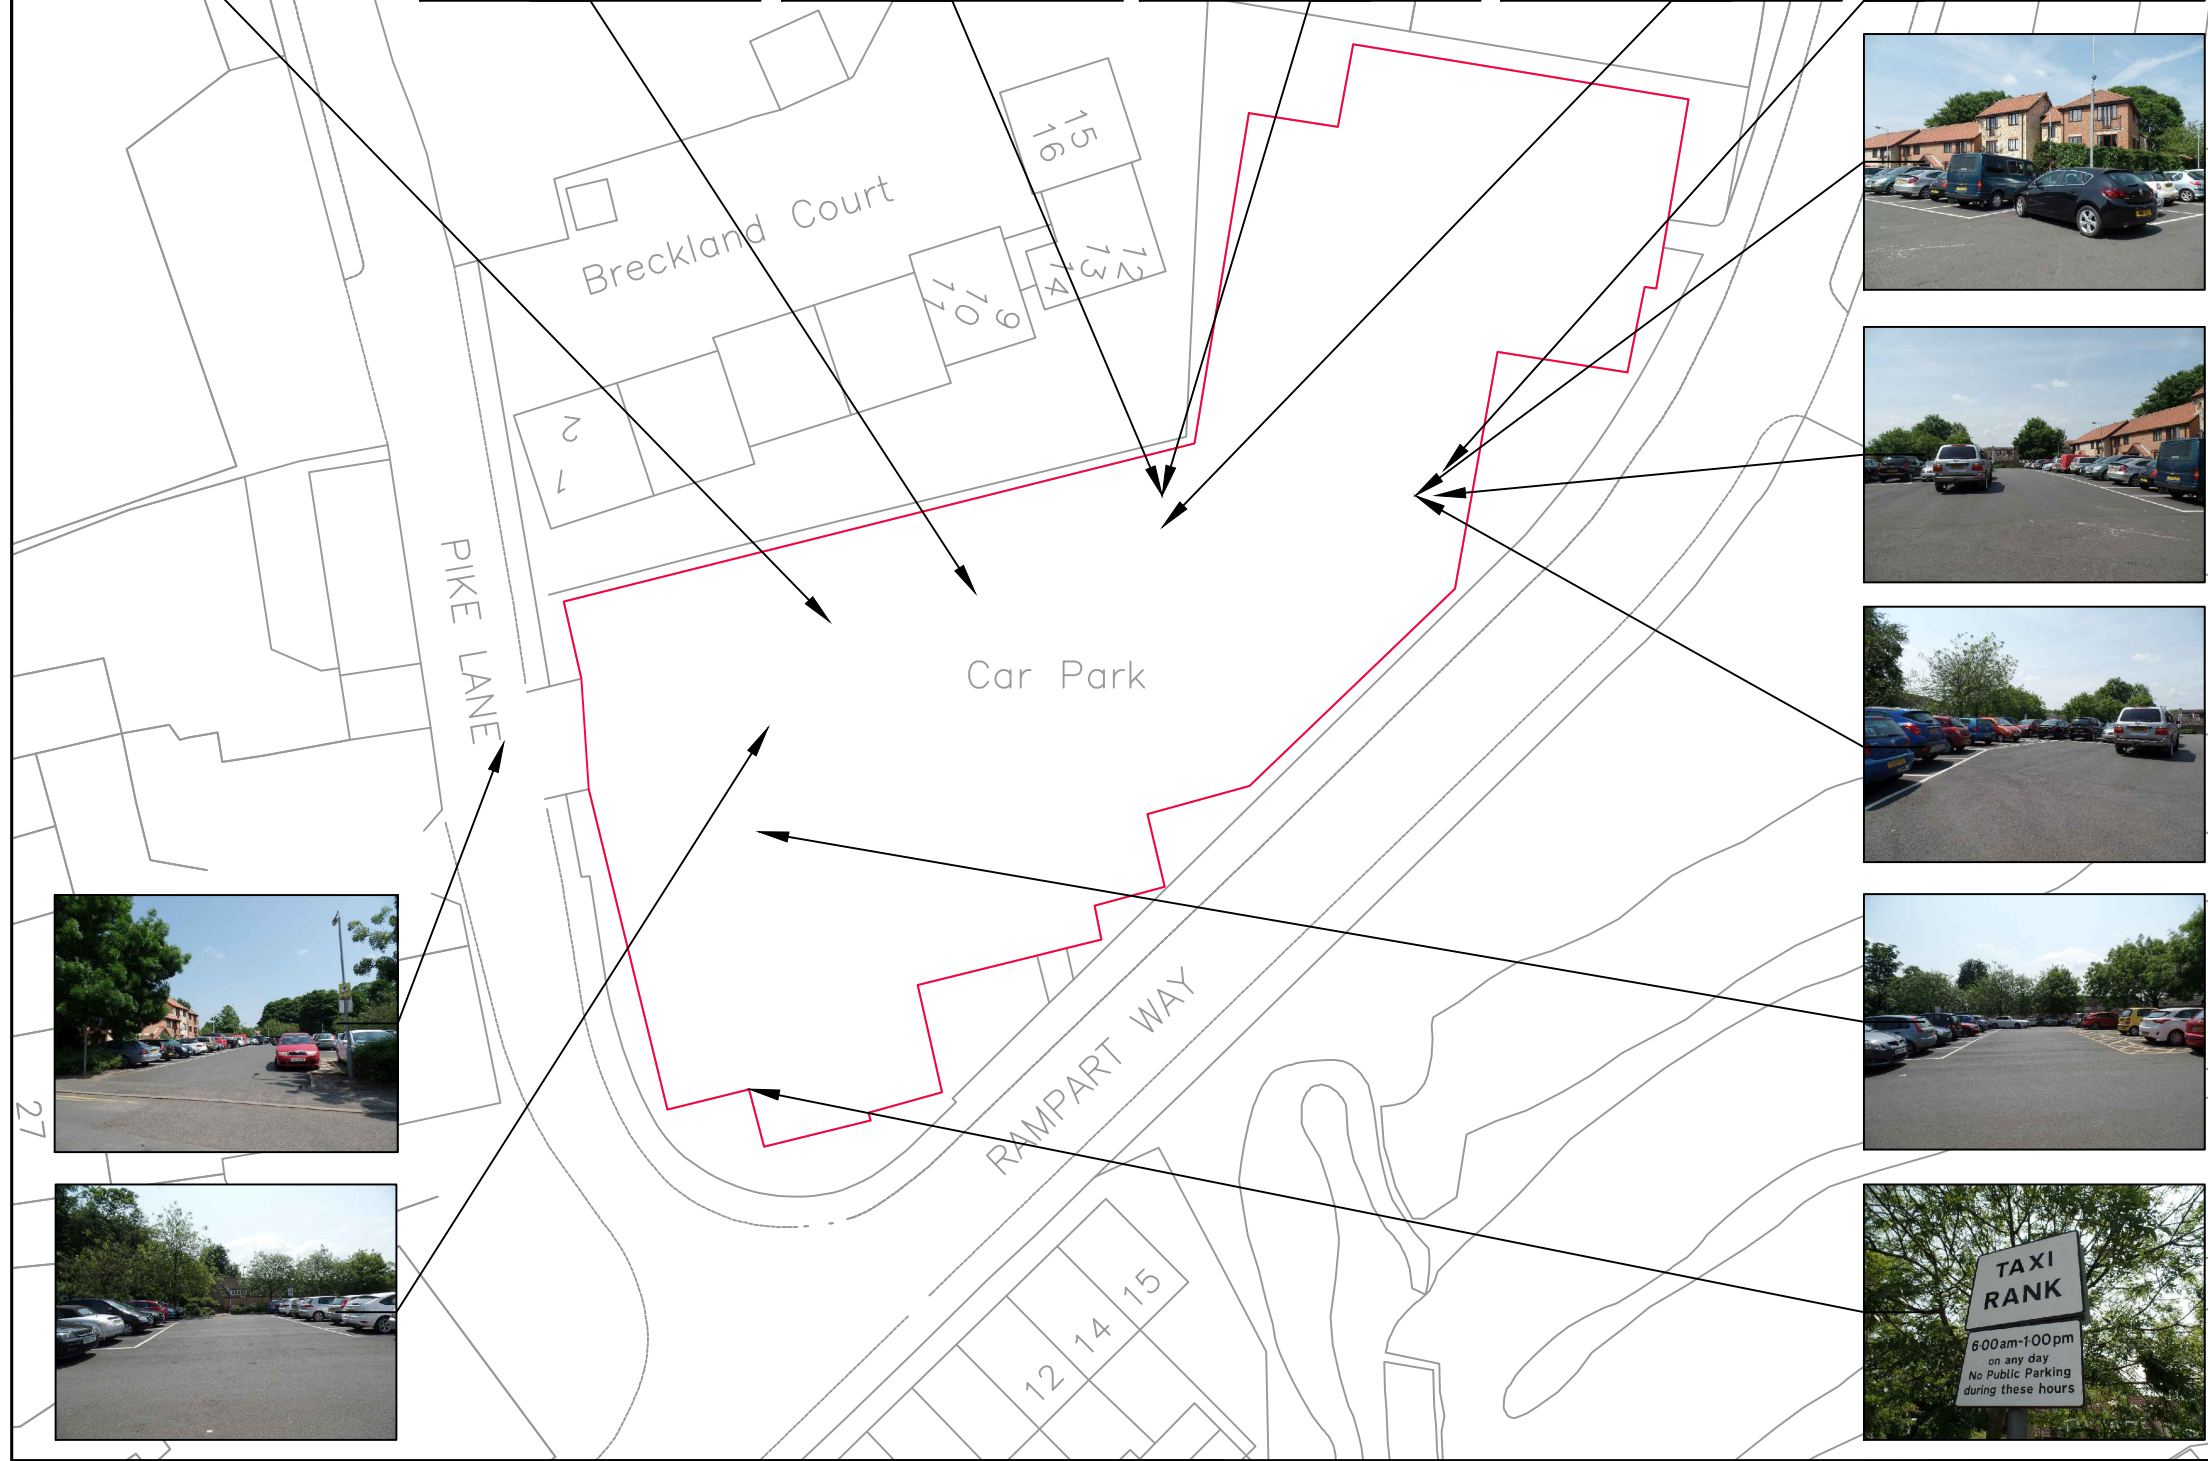 15
16
Breckland Court
12
13
14
11
10
9
2
1
PIKE LANE
Car Park
RAMPART WAY
27
15
14
12
TAXI
RANK
6·00am-1·00pm
on any day
No Public Parking
during these hours